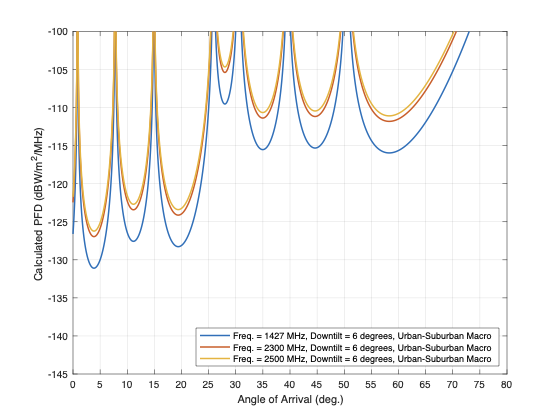 -100
-105
-110
-115
-120
-125
-130
-135
-140
-145
Calculated PFD (dBW/m²/MHz)
Freq. = 1427 MHz, Downtilt = 6 degrees, Urban-Suburban Macro
Freq. = 2300 MHz, Downtilt = 6 degrees, Urban-Suburban Macro
Freq. = 2500 MHz, Downtilt = 6 degrees, Urban-Suburban Macro
0 5 10 15 20 25 30 35 40 45 50 55 60 65 70 75 80
Angle of Arrival (deg.)